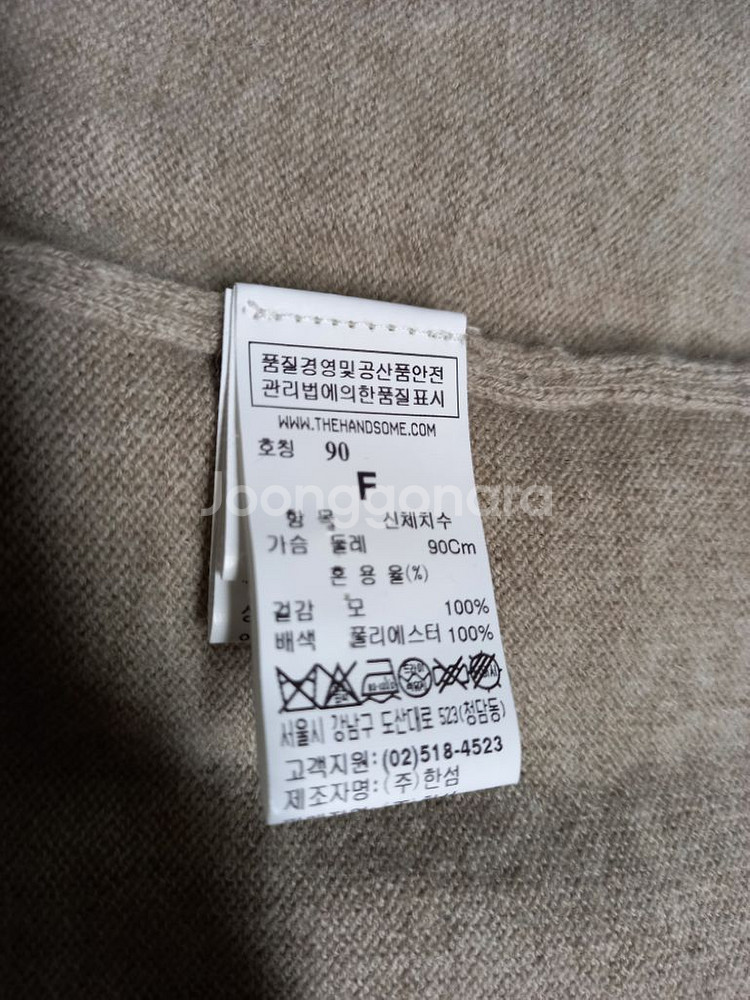 품질경영및공산품안전
관리법에의한품질표시
WWW.THEHANDSOME.COM
호칭 90
F
Joonggonara
항 목 신체치수
가슴 둘레 90Cm
혼 용 율(%)
겉감 모 100%
배색 폴리에스터 100%
서울시 강남구 도산대로 523(청담동)
고객지원:(02)518-4523
제조자명:(주)한섬